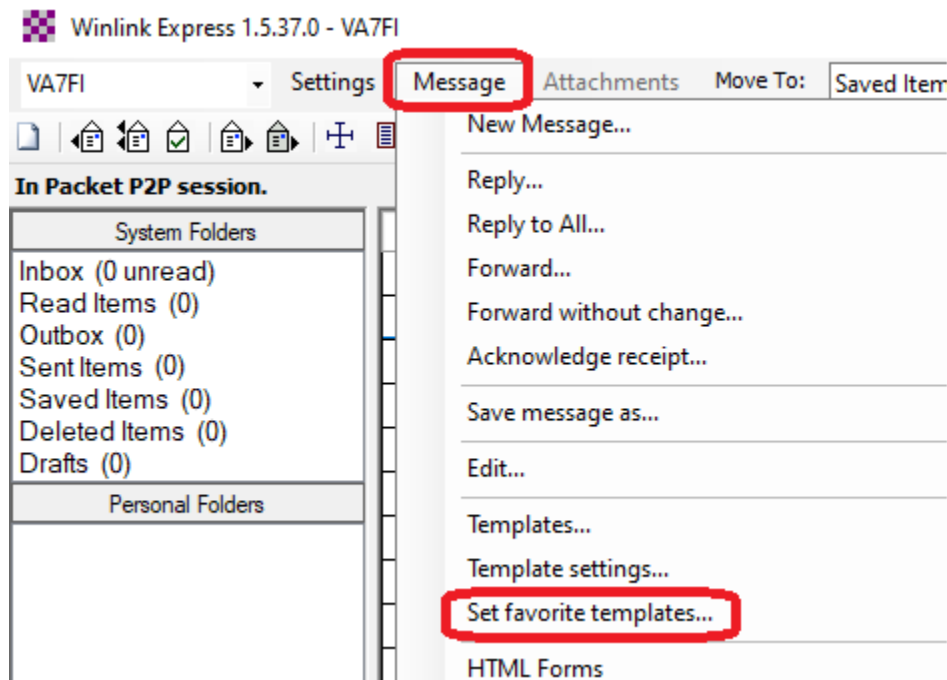 Winlink Express 1.5.37.0 - VA7FI
VA7FI Settings Message Attachments Move To: Saved Item
In Packet P2P session.
System Folders
Inbox (0 unread)
Read Items (0)
Outbox (0)
Sent Items (0)
Saved Items (0)
Deleted Items (0)
Drafts (0)
Personal Folders
New Message...
Reply...
Reply to All...
Forward...
Forward without change...
Acknowledge receipt...
Save message as...
Edit...
Templates...
Template settings...
Set favorite templates...
HTML Forms